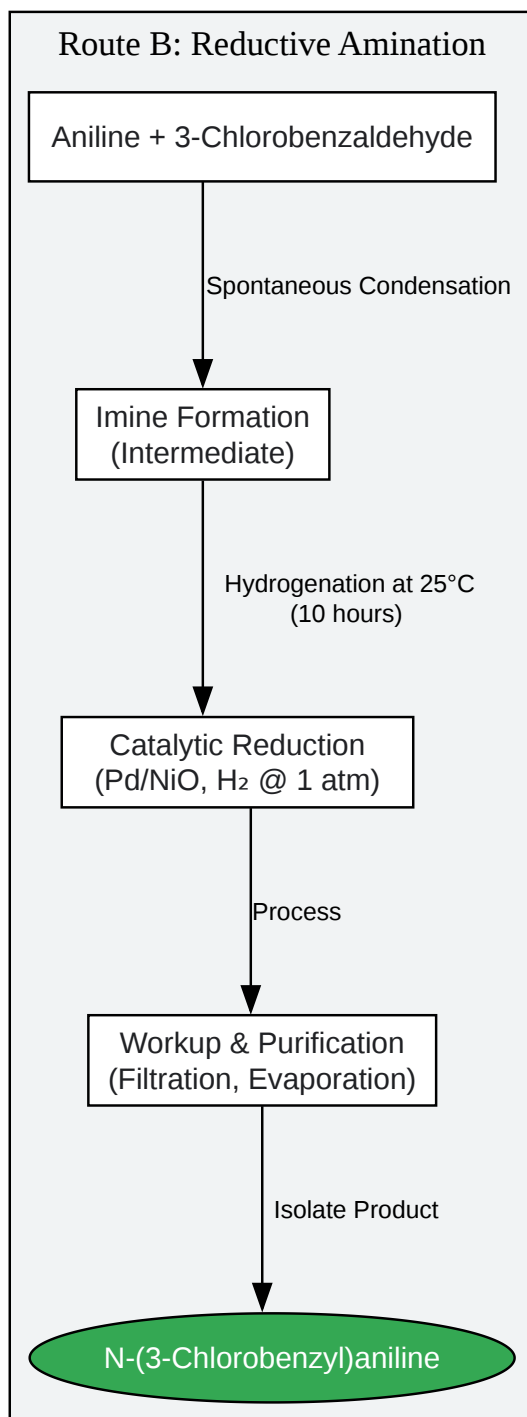 Route B: Reductive Amination
Aniline + 3-Chlorobenzaldehyde
Spontaneous Condensation
Imine Formation
(Intermediate)
Hydrogenation at 25°C
(10 hours)
Catalytic Reduction
(Pd/NiO, H₂ @ 1 atm)
Process
Workup & Purification
(Filtration, Evaporation)
Isolate Product
N-(3-Chlorobenzyl)aniline